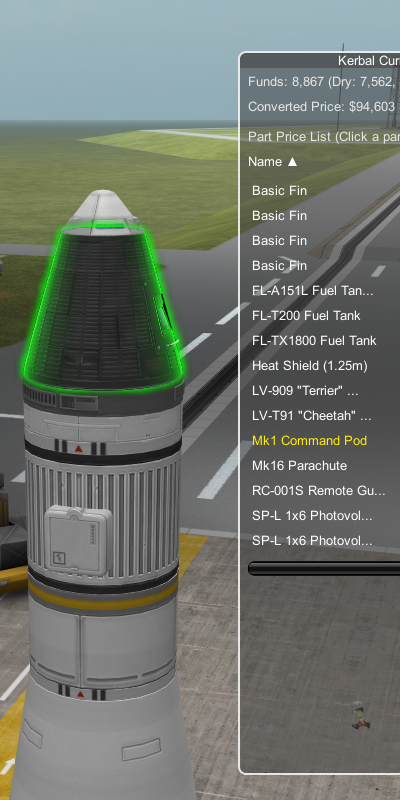 Kerbal Cur
Funds: 8,867 (Dry: 7,562,
Converted Price: $94,603
Part Price List (Click a par
Name ▲
Basic Fin
Basic Fin
Basic Fin
Basic Fin
FL-A151L Fuel Tan...
FL-T200 Fuel Tank
FL-TX1800 Fuel Tank
Heat Shield (1.25m)
LV-909 "Terrier" ...
LV-T91 "Cheetah" ...
Mk1 Command Pod
Mk16 Parachute
RC-001S Remote Gu...
SP-L 1x6 Photovol...
SP-L 1x6 Photovol...